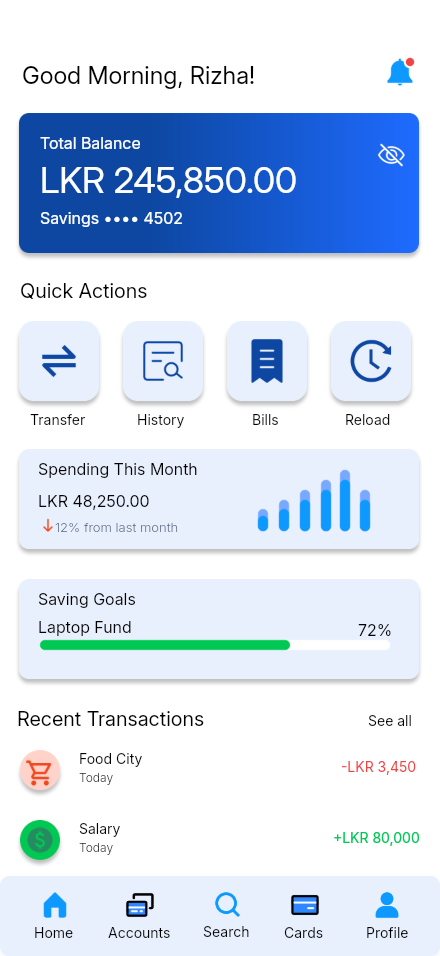 Good Morning, Rizha!
Total Balance
LKR 245,850.00
Savings •••• 4502
Quick Actions
Transfer
History
Bills
Reload
Spending This Month
LKR 48,250.00
12% from last month
Saving Goals
Laptop Fund
72%
Recent Transactions
See all
Food City
Today
-LKR 3,450
Salary
Today
+LKR 80,000
Home
Accounts
Search
Cards
Profile